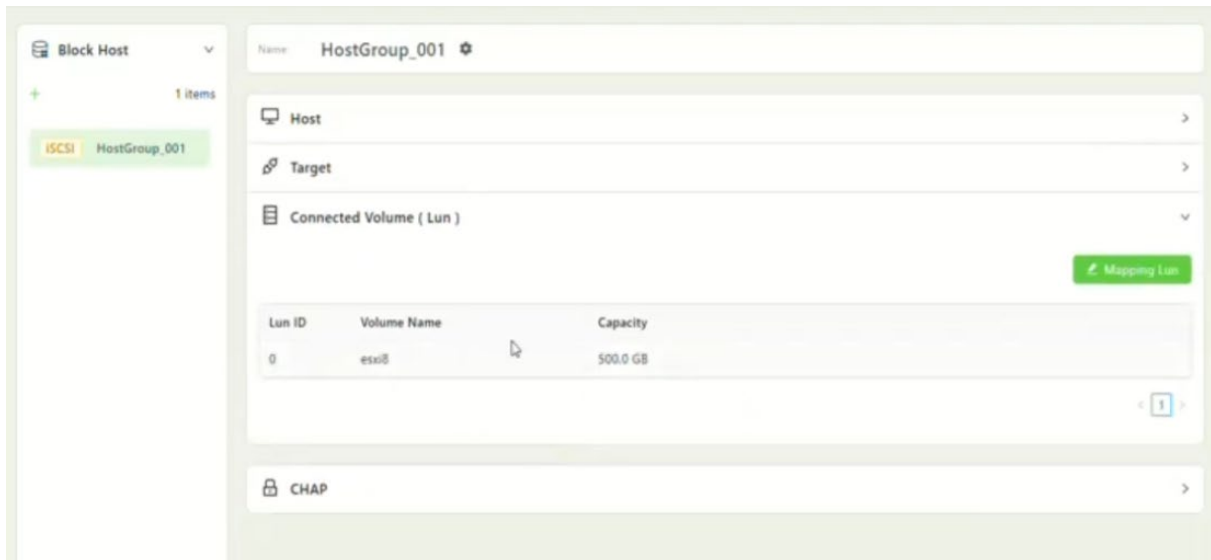 Block Host
1 items
iSCSI HostGroup_001
Name HostGroup_001
Host
Target
Connected Volume ( Lun )
Mapping Lun
Lun ID Volume Name Capacity
0 esxi8 500.0 GB
1
CHAP